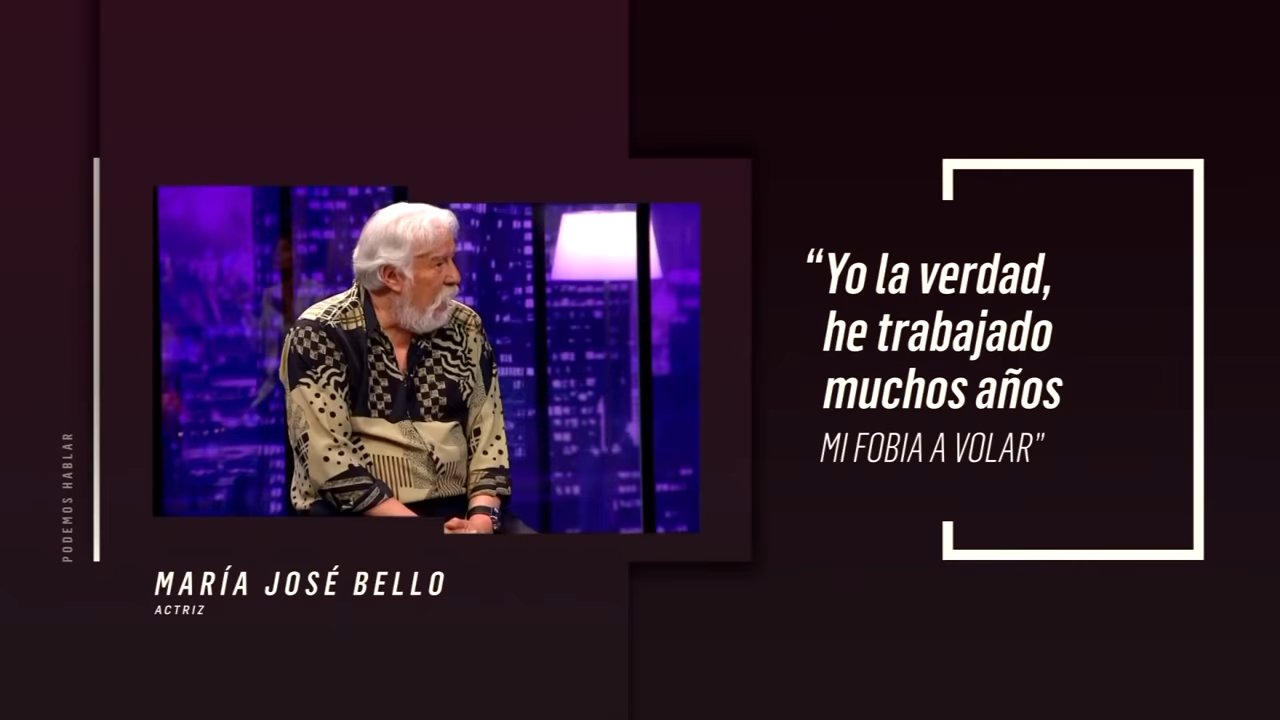 PODEMOS HABLAR
MARÍA JOSÉ BELLO
ACTRIZ
“Yo la verdad,
he trabajado
muchos años
MI FOBIA A VOLAR"